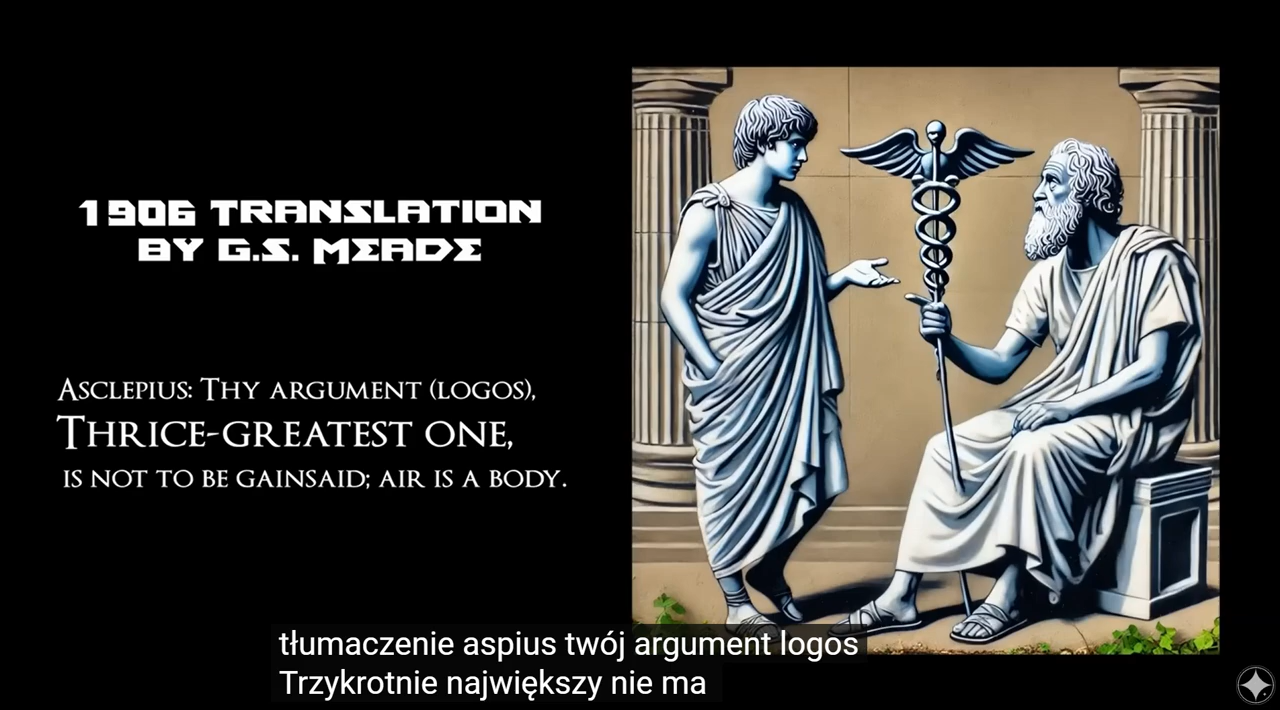 1906 TRANSLATION
BY G.S. MEADE
ASCLEPIUS: THY ARGUMENT (LOGOS),
THRICE-GREATEST ONE,
IS NOT TO BE GAINSAID; AIR IS A BODY.
tłumaczenie aspius twój argument logos
Trzykrotnie największy nie ma